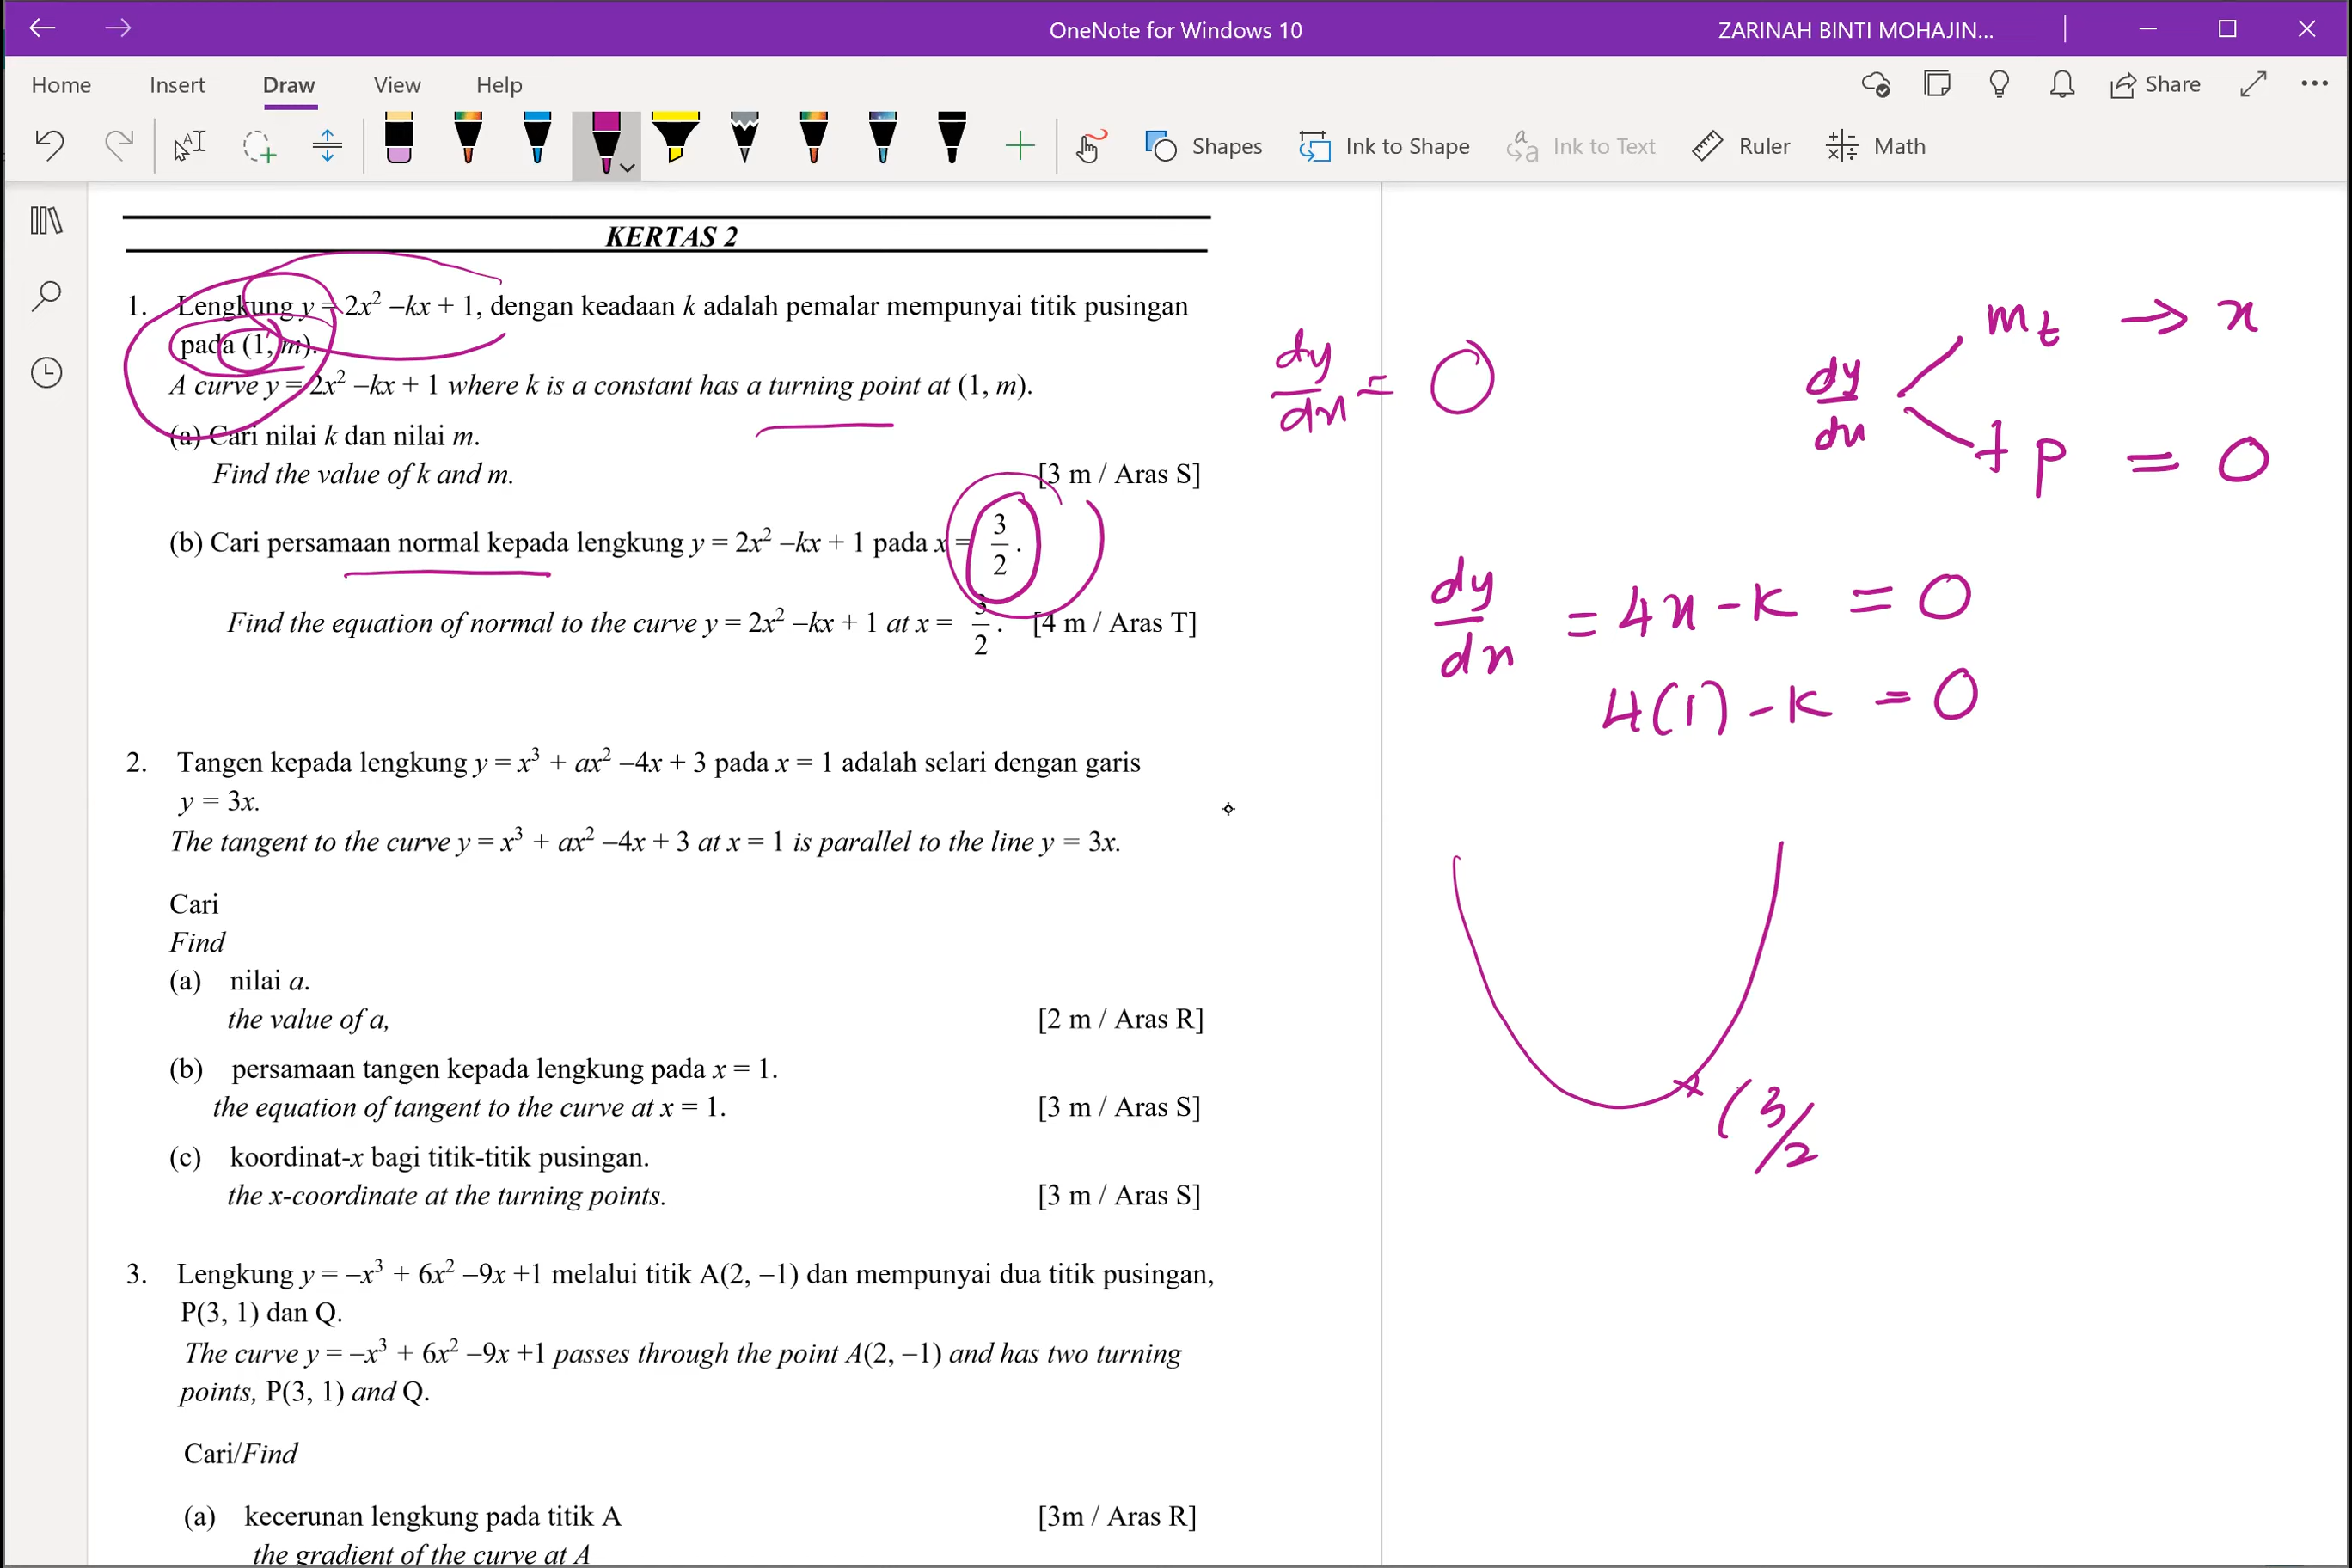 OneNote for Windows 10
ZARINAH BINTI MOHAJIN...
Home Insert Draw View Help
Share
Shapes Ink to Shape Ink to Text Ruler Math
KERTAS 2
1. Lengkung y = 2x² –kx + 1, dengan keadaan k adalah pemalar mempunyai titik pusingan
pada (1, m).
A curve y = 2x² –kx + 1 where k is a constant has a turning point at (1, m).
(a) Cari nilai k dan nilai m.
Find the value of k and m. [3 m / Aras S]
(b) Cari persamaan normal kepada lengkung y = 2x² –kx + 1 pada x = 3/2 .
Find the equation of normal to the curve y = 2x² –kx + 1 at x = 3/2 . [4 m / Aras T]
2. Tangen kepada lengkung y = x³ + ax² –4x + 3 pada x = 1 adalah selari dengan garis
y = 3x.
The tangent to the curve y = x³ + ax² –4x + 3 at x = 1 is parallel to the line y = 3x.
Cari
Find
(a) nilai a.
the value of a, [2 m / Aras R]
(b) persamaan tangen kepada lengkung pada x = 1.
the equation of tangent to the curve at x = 1. [3 m / Aras S]
(c) koordinat-x bagi titik-titik pusingan.
the x-coordinate at the turning points. [3 m / Aras S]
3. Lengkung y = –x³ + 6x² –9x +1 melalui titik A(2, –1) dan mempunyai dua titik pusingan,
P(3, 1) dan Q.
The curve y = –x³ + 6x² –9x +1 passes through the point A(2, –1) and has two turning
points, P(3, 1) and Q.
Cari/Find
(a) kecerunan lengkung pada titik A [3m / Aras R]
the gradient of the curve at A
dy/dx = 0
dy/dx
mt → x
tp = 0
dy/dx = 4x - k = 0
4(1) - k = 0
(3/2